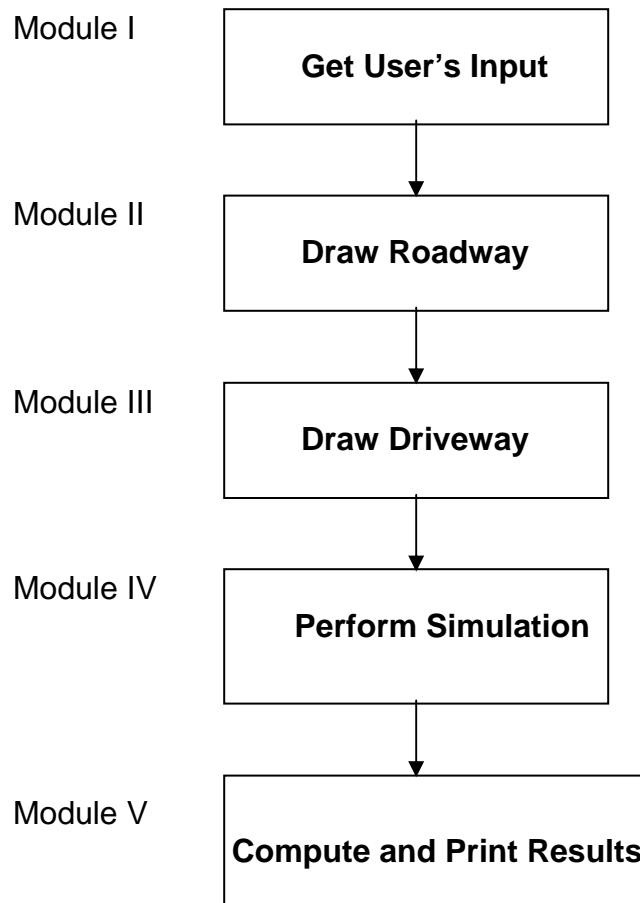 Module I
Get User's Input
Module II
Draw Roadway
Module III
Draw Driveway
Module IV
Perform Simulation
Module V
Compute and Print Results